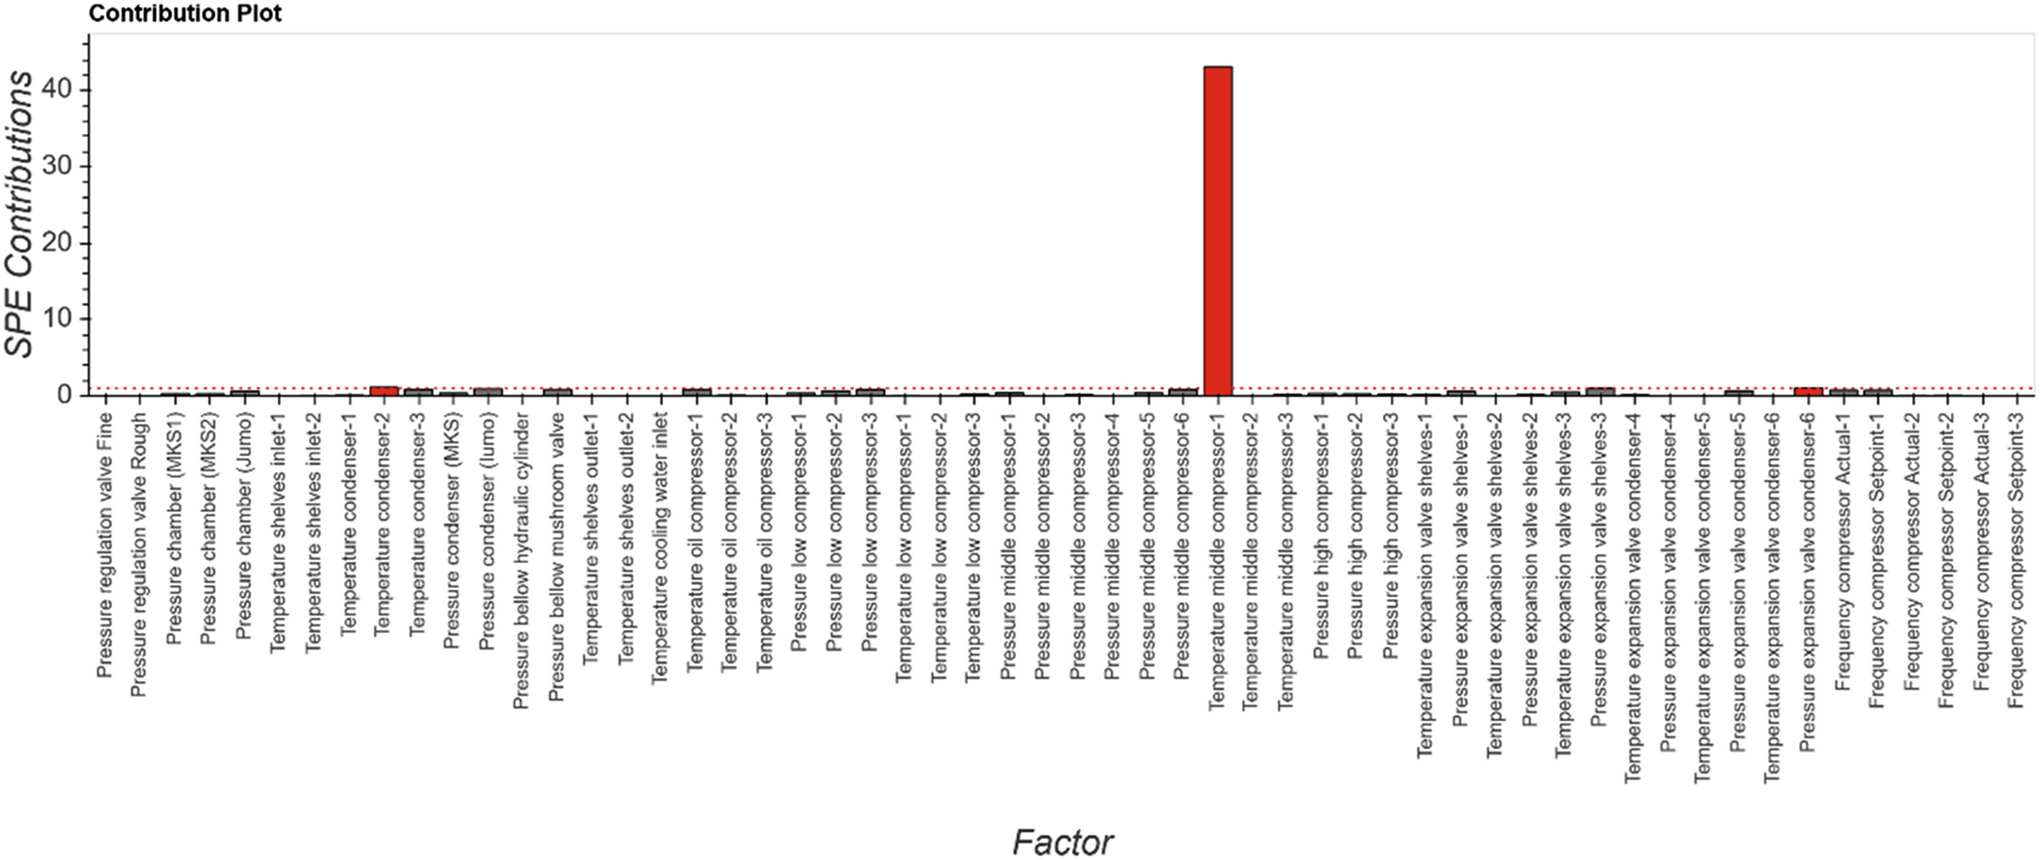 Contribution Plot
SPE Contributions
40
30
20
10
0
Pressure regulation valve Fine
Pressure regulation valve Rough
Pressure chamber (MKS1)
Pressure chamber (MKS2)
Pressure chamber (Jumo)
Temperature shelves inlet-1
Temperature shelves inlet-2
Temperature condenser-1
Temperature condenser-2
Temperature condenser-3
Pressure condenser (MKS)
Pressure condenser (lumo)
Pressure bellow hydraulic cylinder
Pressure bellow mushroom valve
Temperature shelves outlet-1
Temperature shelves outlet-2
Temperature cooling water inlet
Temperature oil compressor-1
Temperature oil compressor-2
Temperature oil compressor-3
Pressure low compressor-1
Pressure low compressor-2
Pressure low compressor-3
Temperature low compressor-1
Temperature low compressor-2
Temperature low compressor-3
Pressure middle compressor-1
Pressure middle compressor-2
Pressure middle compressor-3
Pressure middle compressor-4
Pressure middle compressor-5
Pressure middle compressor-6
Temperature middle compressor-1
Temperature middle compressor-2
Temperature middle compressor-3
Pressure high compressor-1
Pressure high compressor-2
Pressure high compressor-3
Temperature expansion valve shelves-1
Pressure expansion valve shelves-1
Temperature expansion valve shelves-2
Pressure expansion valve shelves-2
Temperature expansion valve shelves-3
Pressure expansion valve shelves-3
Temperature expansion valve condenser-4
Pressure expansion valve condenser-4
Temperature expansion valve condenser-5
Pressure expansion valve condenser-5
Temperature expansion valve condenser-6
Pressure expansion valve condenser-6
Frequency compressor Actual-1
Frequency compressor Setpoint-1
Frequency compressor Actual-2
Frequency compressor Setpoint-2
Frequency compressor Actual-3
Frequency compressor Setpoint-3
Factor